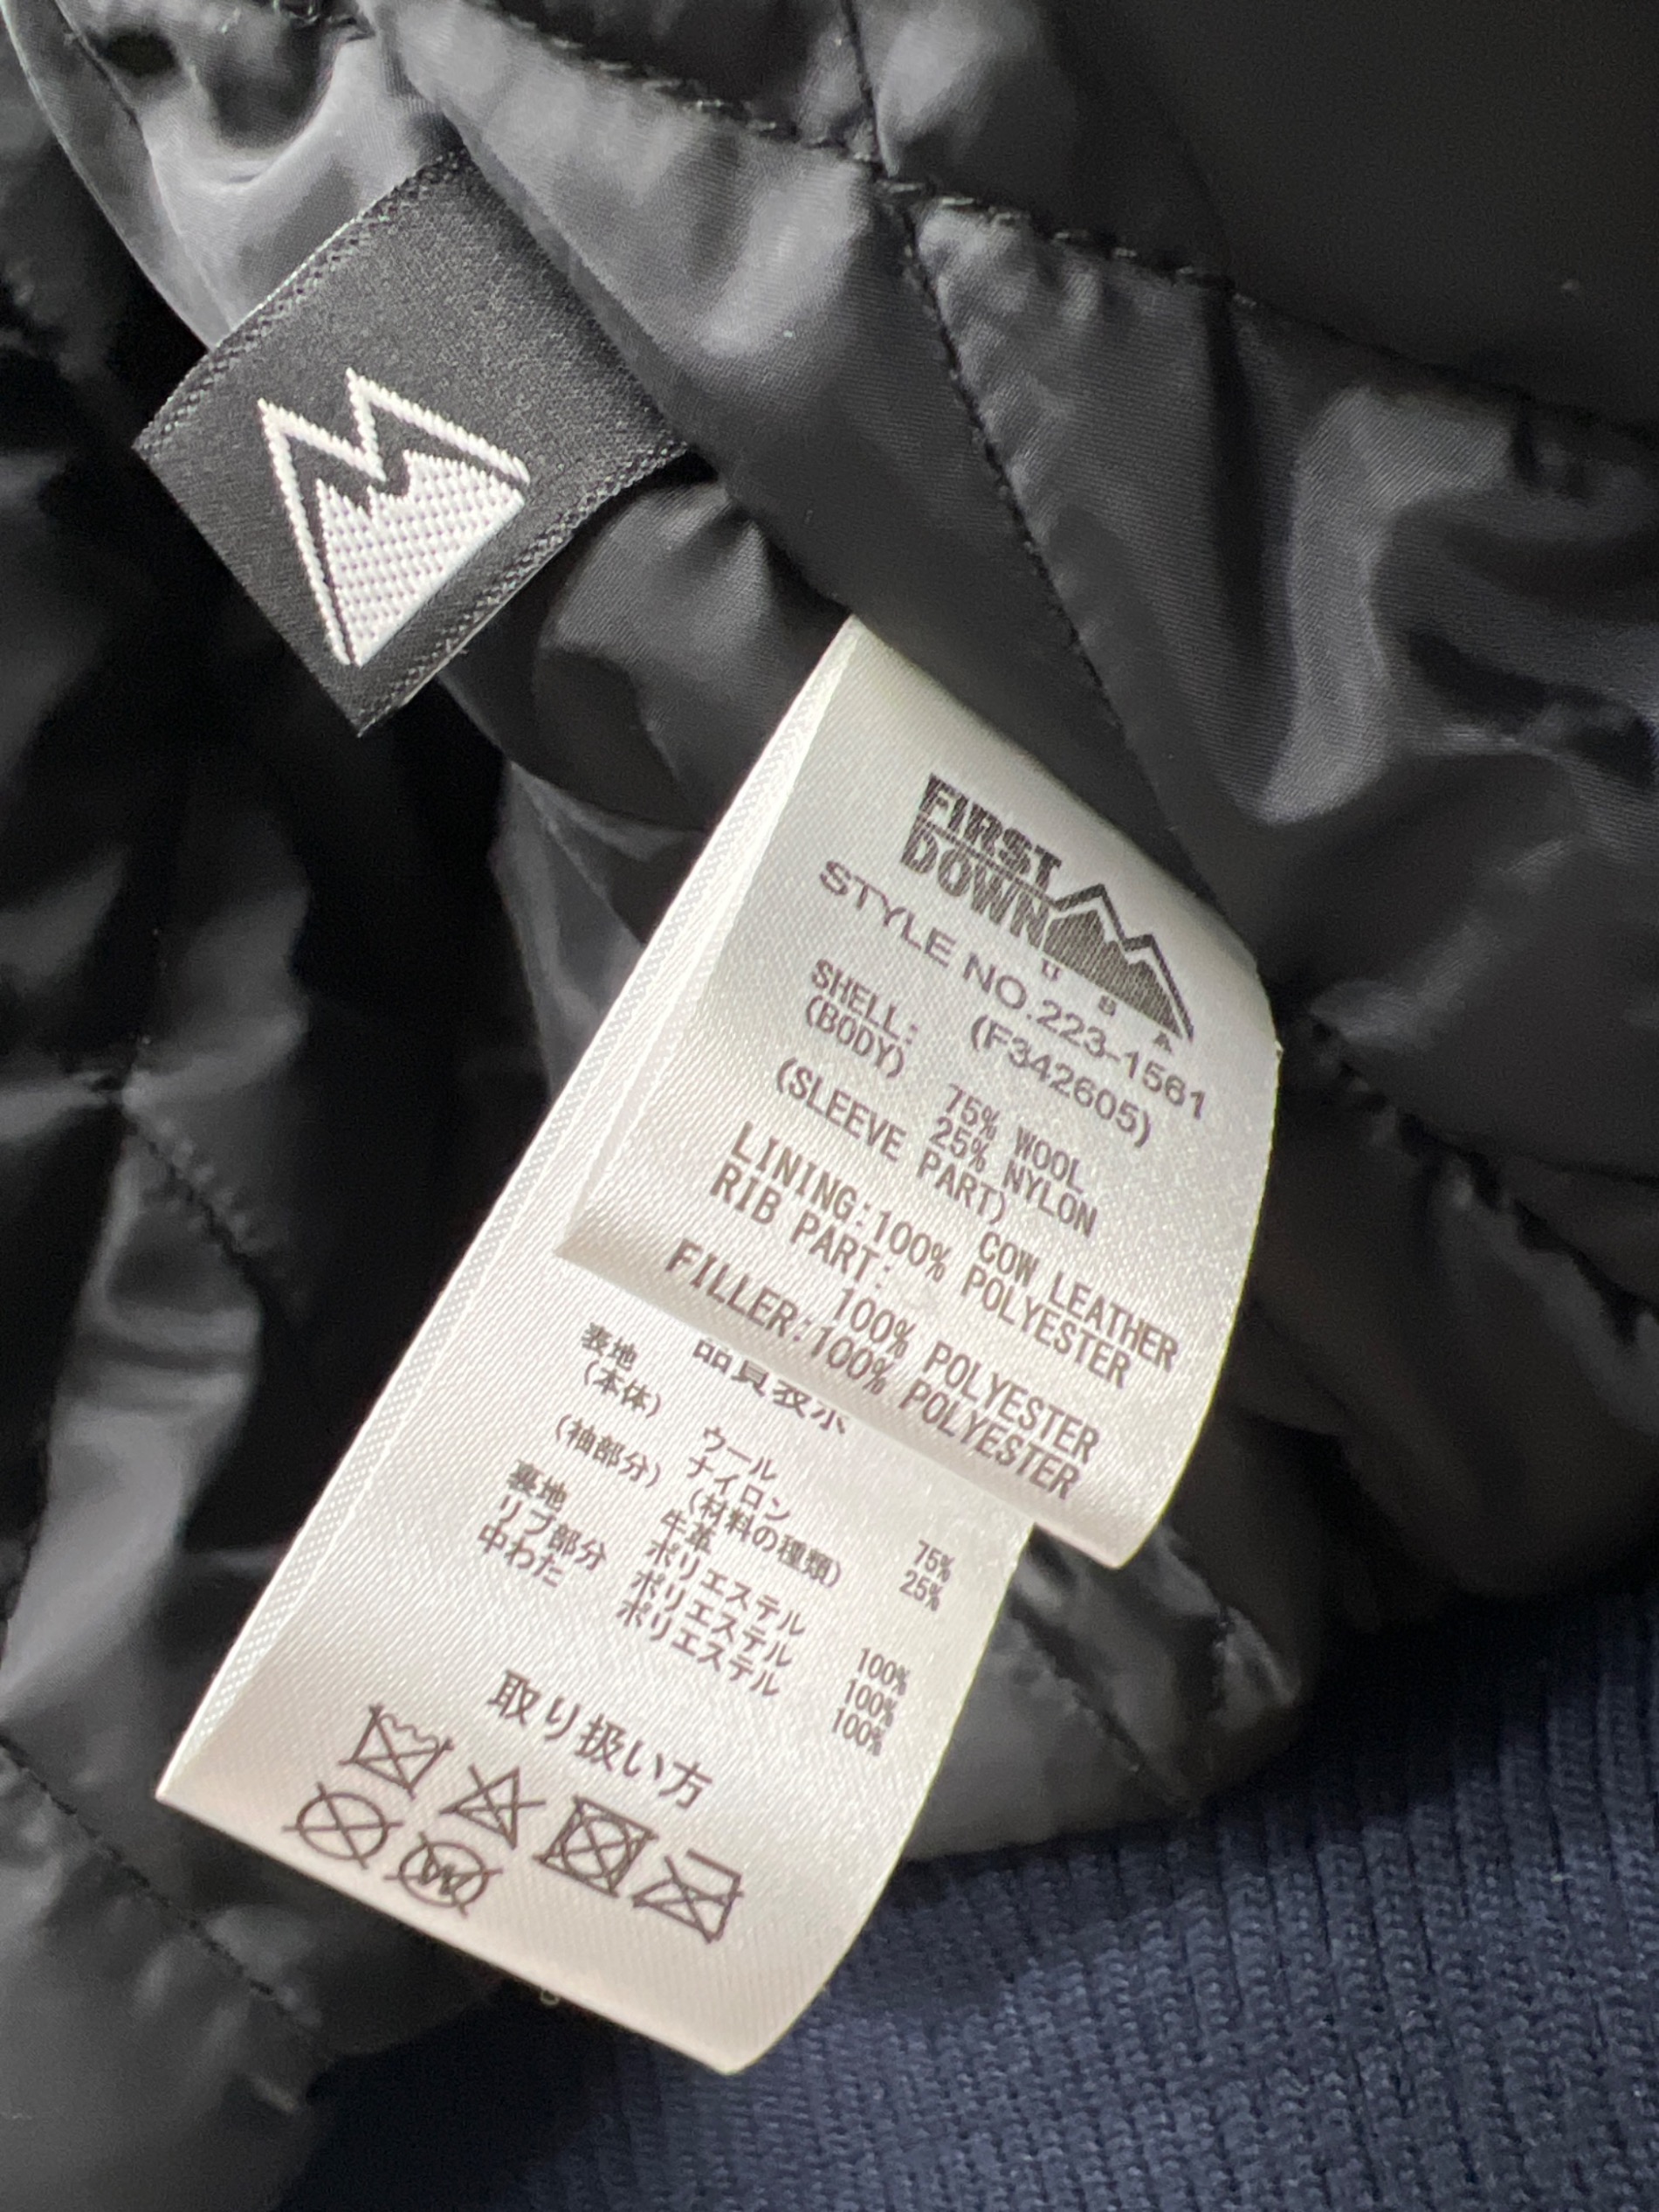 FIRST
DOWN
U S A
STYLE NO.223-1561
(F342605)
SHELL:
(BODY)
75% WOOL
25% NYLON
(SLEEVE PART)
COW LEATHER
LINING:100% POLYESTER
RIB PART:
100% POLYESTER
FILLER:100% POLYESTER
品質表示
表地
(本体) ウール 75%
ナイロン 25%
(袖部分) (材料の種類)
牛革
裏地 ポリエステル 100%
リブ部分 ポリエステル 100%
中わた ポリエステル 100%
取り扱い方
W